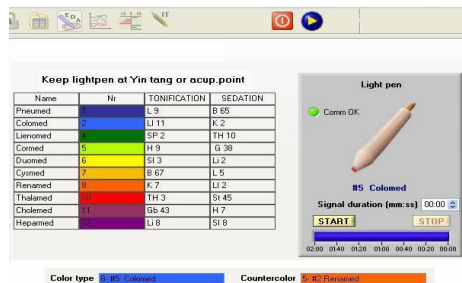 EDA
IT
Keep lightpen at Yin tang or acup.point
Name Nr TONIFICATION SEDATION
Pneumed L 9 B 65
Colomed 2 LI 11 K 2
Lienomed 4 SP 2 TH 10
Cormed 5 H 9 G 38
Duomed 6 SI 3 Li 2
Cysmed 7 B 67 L 5
Renamed 8 K 7 LI 2
Thalamed 10 TH 3 St 45
Cholemed 11 Gb 43 H 7
Heparmed 12 Li 8 SI 8
Light pen
Comm OK
#5 Colomed
Signal duration (mm:ss) 00:00
START STOP
02:00 01:40 01:20 01:00 00:40 00:20 00:00
Color type 8- #5 Colomed Countercolor 5- #2 Renamed